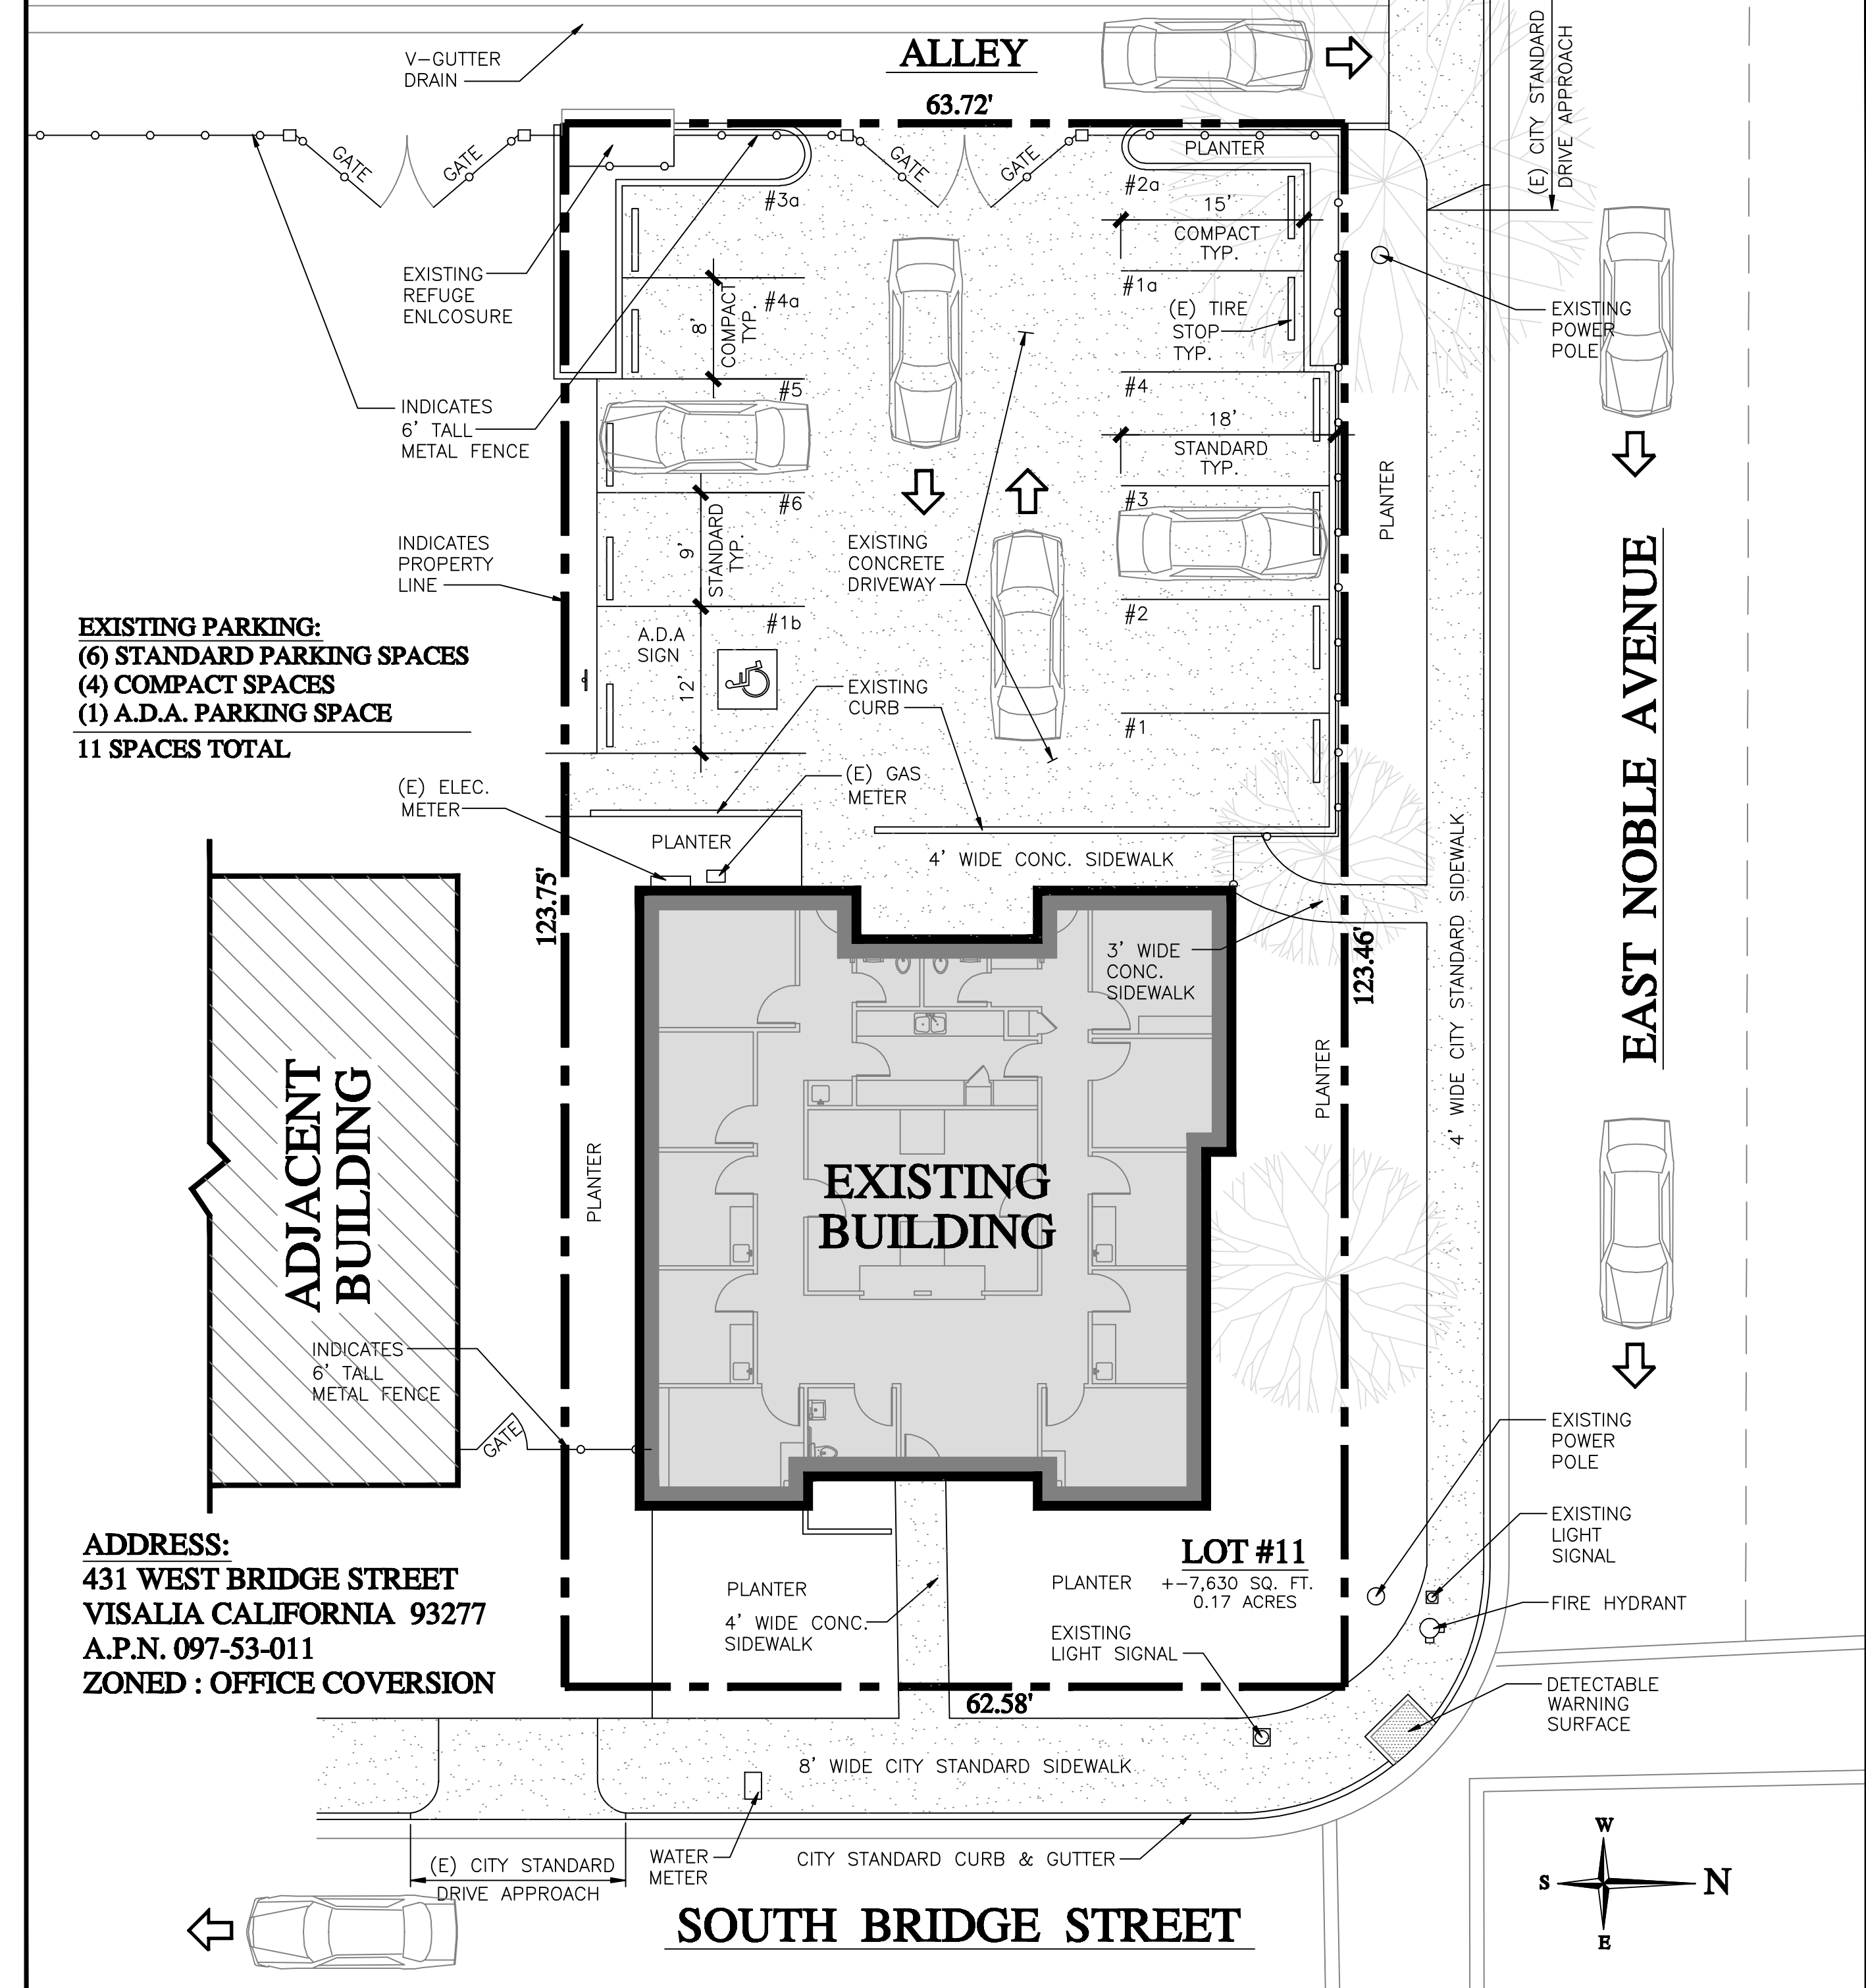 V-GUTTER
DRAIN
ALLEY
63.72'
(E) CITY STANDARD
DRIVE APPROACH
GATE
GATE
GATE
GATE
PLANTER
#3a
#2a
15'
COMPACT
TYP.
EXISTING
REFUGE
ENLCOSURE
#4a
8'
COMPACT
TYP.
#1a
(E) TIRE
STOP
TYP.
EXISTING
POWER
POLE
INDICATES
6' TALL
METAL FENCE
#5
#4
18'
STANDARD
TYP.
PLANTER
#6
9'
STANDARD
TYP.
#3
INDICATES
PROPERTY
LINE
EXISTING
CONCRETE
DRIVEWAY
EXISTING PARKING:
(6) STANDARD PARKING SPACES
(4) COMPACT SPACES
(1) A.D.A. PARKING SPACE
11 SPACES TOTAL
A.D.A
SIGN
#1b
12'
#2
EXISTING
CURB
#1
EAST NOBLE AVENUE
(E) ELEC.
METER
(E) GAS
METER
PLANTER
4' WIDE CONC. SIDEWALK
4' WIDE CITY STANDARD SIDEWALK
123.75'
123.46'
3' WIDE
CONC.
SIDEWALK
ADJACENT
BUILDING
PLANTER
PLANTER
EXISTING
BUILDING
INDICATES
6' TALL
METAL FENCE
GATE
EXISTING
POWER
POLE
EXISTING
LIGHT
SIGNAL
FIRE HYDRANT
ADDRESS:
431 WEST BRIDGE STREET
VISALIA CALIFORNIA 93277
A.P.N. 097-53-011
ZONED : OFFICE COVERSION
LOT #11
+-7,630 SQ. FT.
0.17 ACRES
PLANTER
PLANTER
4' WIDE CONC.
SIDEWALK
EXISTING
LIGHT SIGNAL
62.58'
DETECTABLE
WARNING
SURFACE
8' WIDE CITY STANDARD SIDEWALK
(E) CITY STANDARD
DRIVE APPROACH
WATER
METER
CITY STANDARD CURB & GUTTER
SOUTH BRIDGE STREET
W
S
N
E